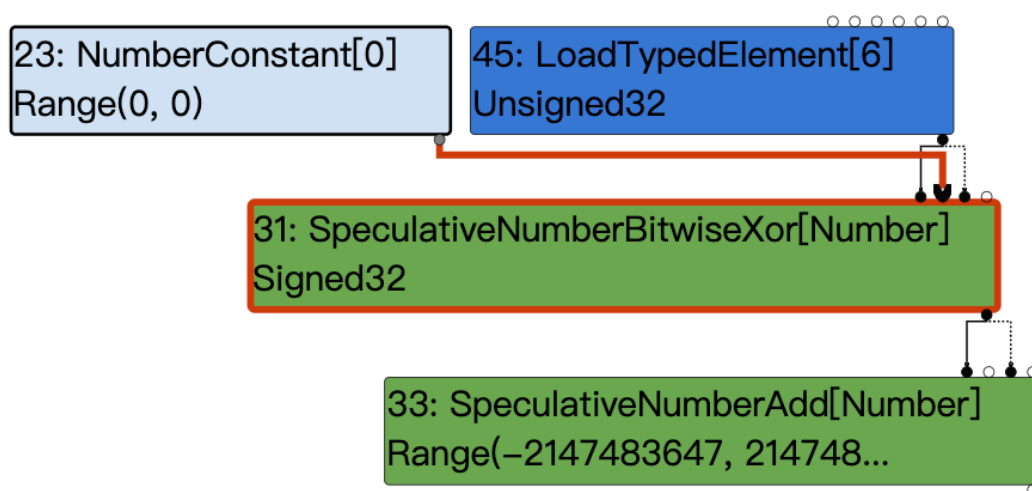 23: NumberConstant[0]
Range(0, 0)
45: LoadTypedElement[6]
Unsigned32
31: SpeculativeNumberBitwiseXor[Number]
Signed32
33: SpeculativeNumberAdd[Number]
Range(−2147483647, 214748...